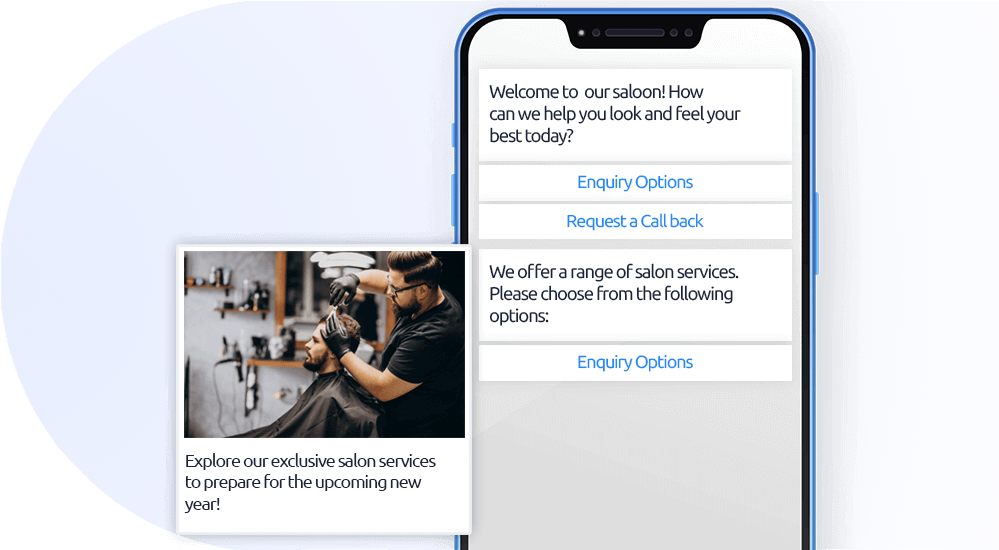 Welcome to our saloon! How
can we help you look and feel your
best today?
Enquiry Options
Request a Call back
We offer a range of salon services.
Please choose from the following
options:
Enquiry Options
Explore our exclusive salon services
to prepare for the upcoming new
year!